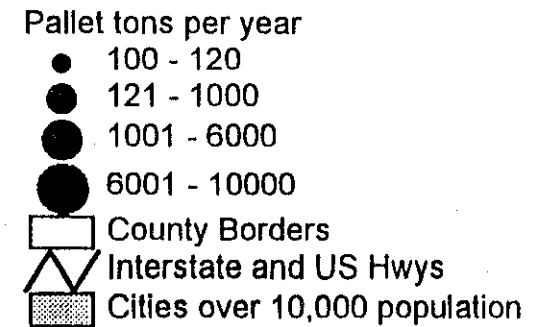 Pallet tons per year
100 - 120
121 - 1000
1001 - 6000
6001 - 10000
County Borders
Interstate and US Hwys
Cities over 10,000 population